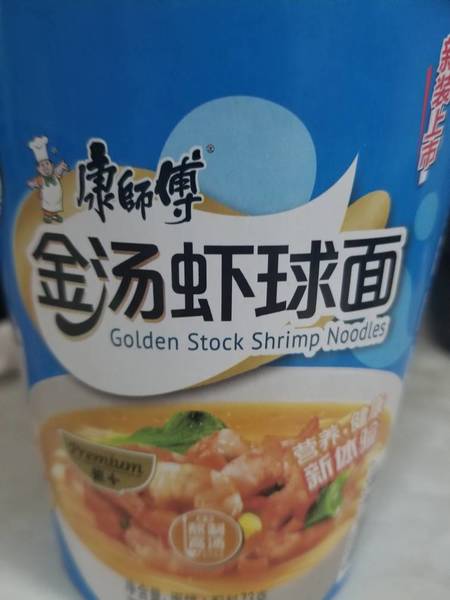 新装上市
康師傅®
金汤虾球面
Golden Stock Shrimp Noodles
营养·健
新体验
Premium